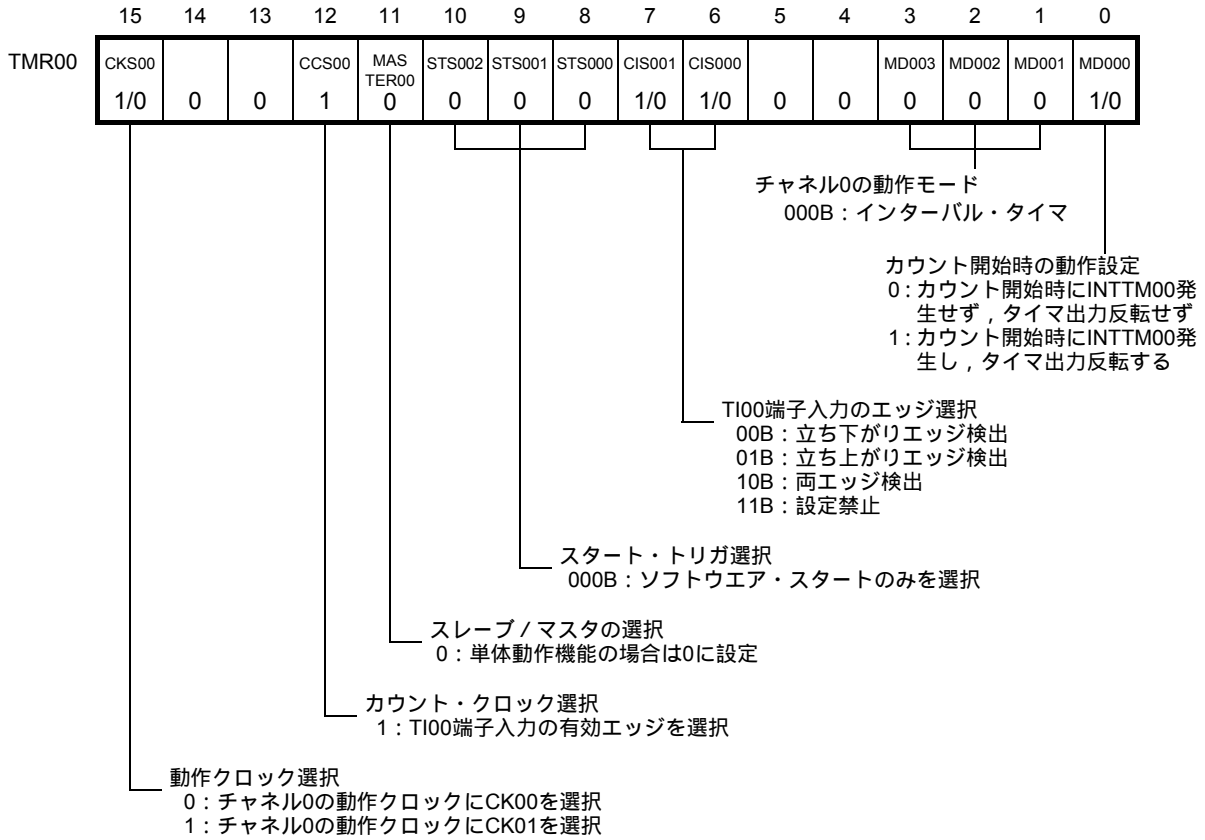 15 14 13 12 11 10 9 8 7 6 5 4 3 2 1 0
TMR00 CKS00 CCS00 MAS TER00 STS002 STS001 STS000 CIS001 CIS000 MD003 MD002 MD001 MD000
1/0 0 0 1 0 0 0 0 1/0 1/0 0 0 0 0 0 1/0
チャネル0の動作モード
000B:インターバル・タイマ
カウント開始時の動作設定
0:カウント開始時にINTTM00発
生せず,タイマ出力反転せず
1:カウント開始時にINTTM00発
生し,タイマ出力反転する
TI00端子入力のエッジ選択
00B:立ち下がりエッジ検出
01B:立ち上がりエッジ検出
10B:両エッジ検出
11B:設定禁止
スタート・トリガ選択
000B:ソフトウエア・スタートのみを選択
スレーブ/マスタの選択
0:単体動作機能の場合は0に設定
カウント・クロック選択
1:TI00端子入力の有効エッジを選択
動作クロック選択
0:チャネル0の動作クロックにCK00を選択
1:チャネル0の動作クロックにCK01を選択